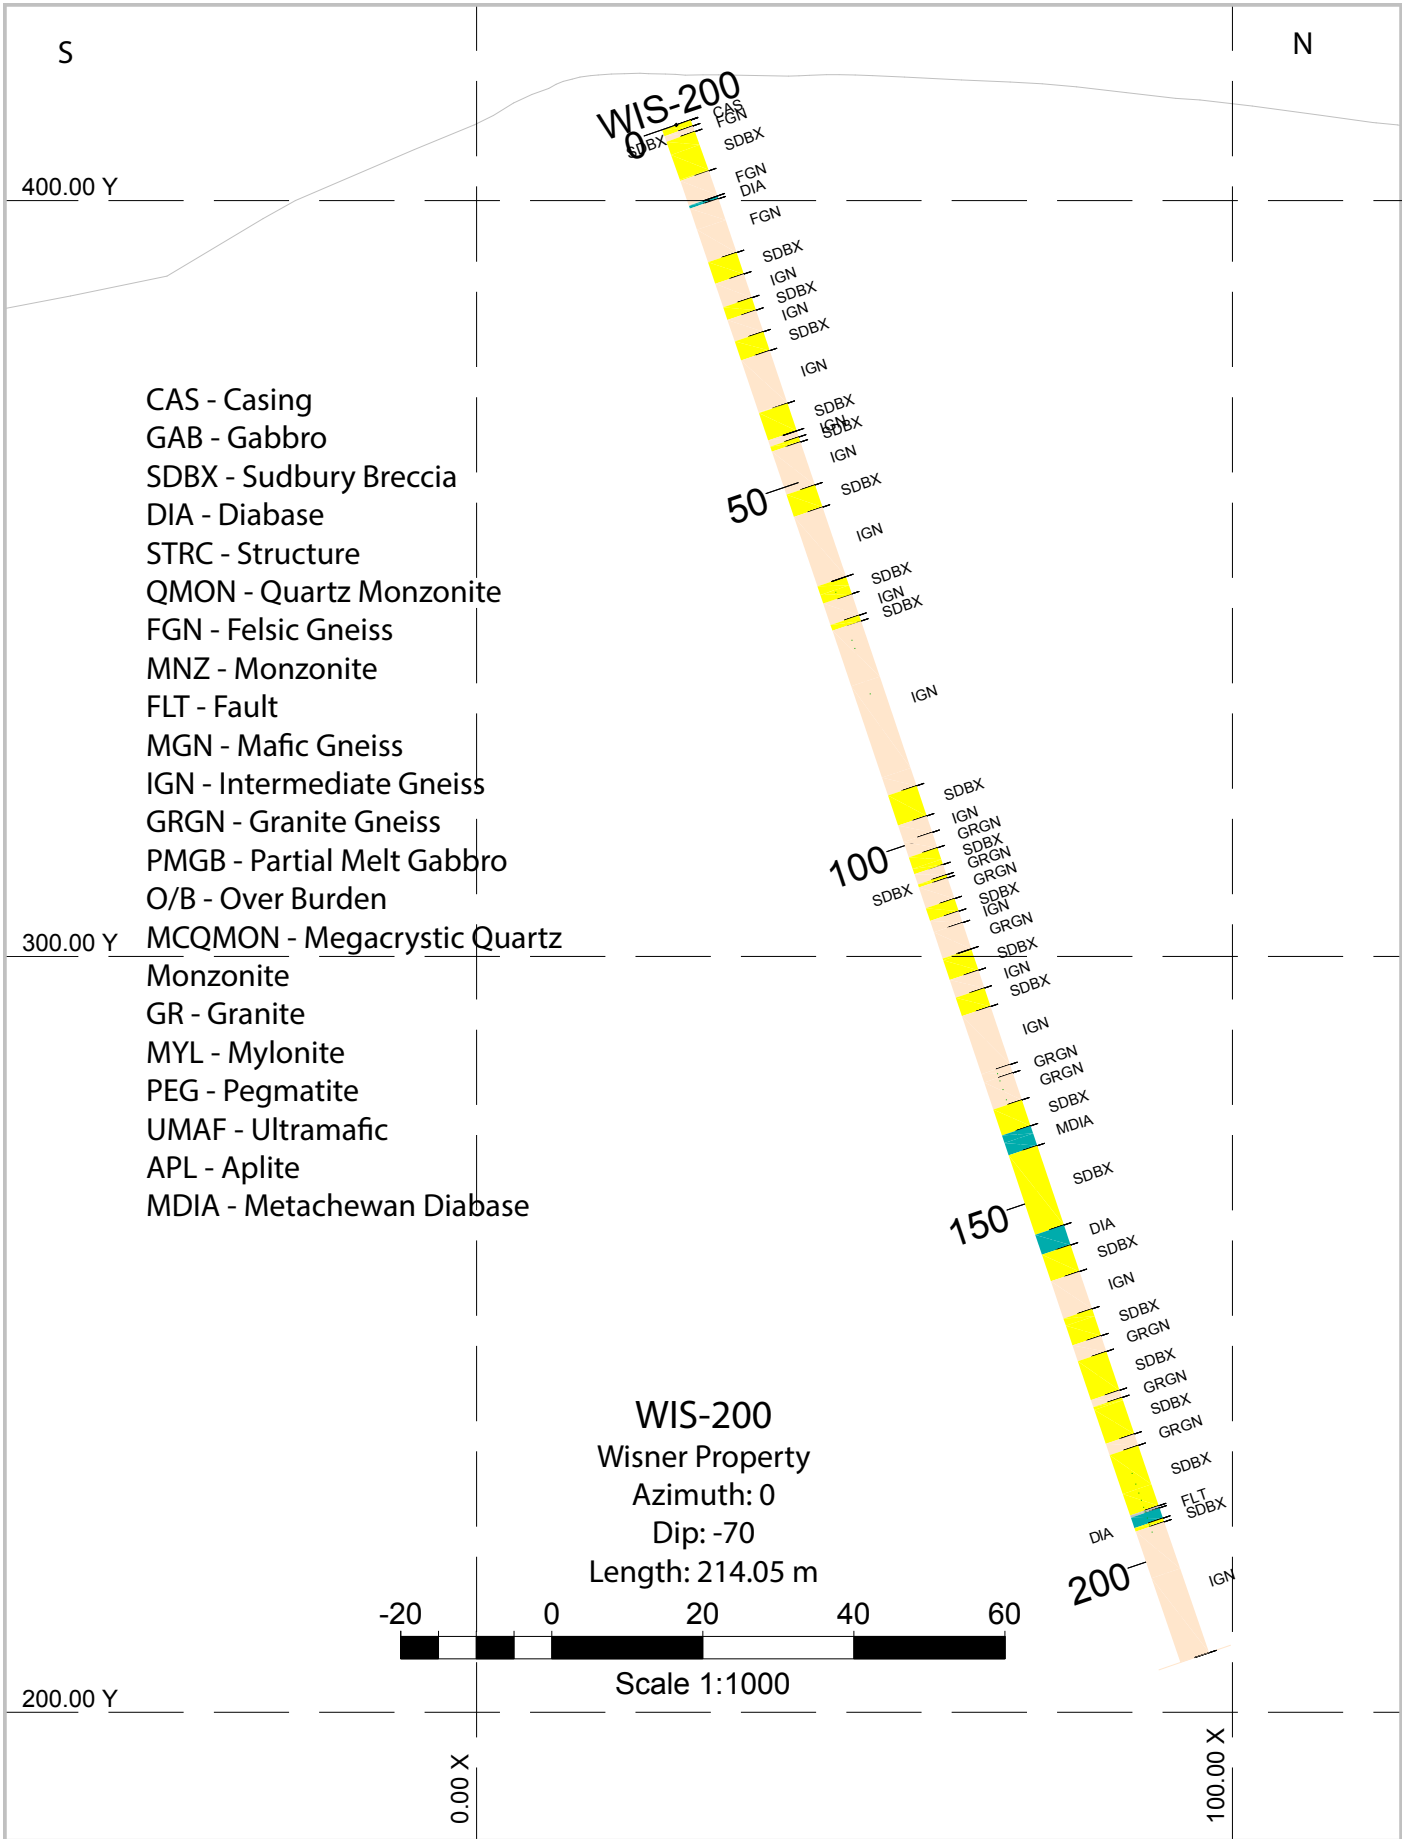 S
N
WIS-200
0
CAS
FGN
SDBX
SDBX
FGN
DIA
400.00 Y
FGN
SDBX
IGN
SDBX
IGN
SDBX
IGN
CAS - Casing
GAB - Gabbro
SDBX - Sudbury Breccia
DIA - Diabase
STRC - Structure
QMON - Quartz Monzonite
FGN - Felsic Gneiss
MNZ - Monzonite
FLT - Fault
MGN - Mafic Gneiss
IGN - Intermediate Gneiss
GRGN - Granite Gneiss
PMGB - Partial Melt Gabbro
O/B - Over Burden
MCQMON - Megacrystic Quartz
Monzonite
GR - Granite
MYL - Mylonite
PEG - Pegmatite
UMAF - Ultramafic
APL - Aplite
MDIA - Metachewan Diabase
SDBX
IGN
SDBX
IGN
50
SDBX
IGN
SDBX
IGN
SDBX
IGN
SDBX
IGN
GRGN
100
SDBX
GRGN
GRGN
SDBX
SDBX
IGN
GRGN
300.00 Y
SDBX
IGN
SDBX
IGN
GRGN
GRGN
SDBX
MDIA
SDBX
150
DIA
SDBX
IGN
SDBX
GRGN
SDBX
GRGN
SDBX
GRGN
SDBX
FLT
SDBX
DIA
200
IGN
WIS-200
Wisner Property
Azimuth: 0
Dip: -70
Length: 214.05 m
-20 0 20 40 60
Scale 1:1000
200.00 Y
0.00 X
100.00 X